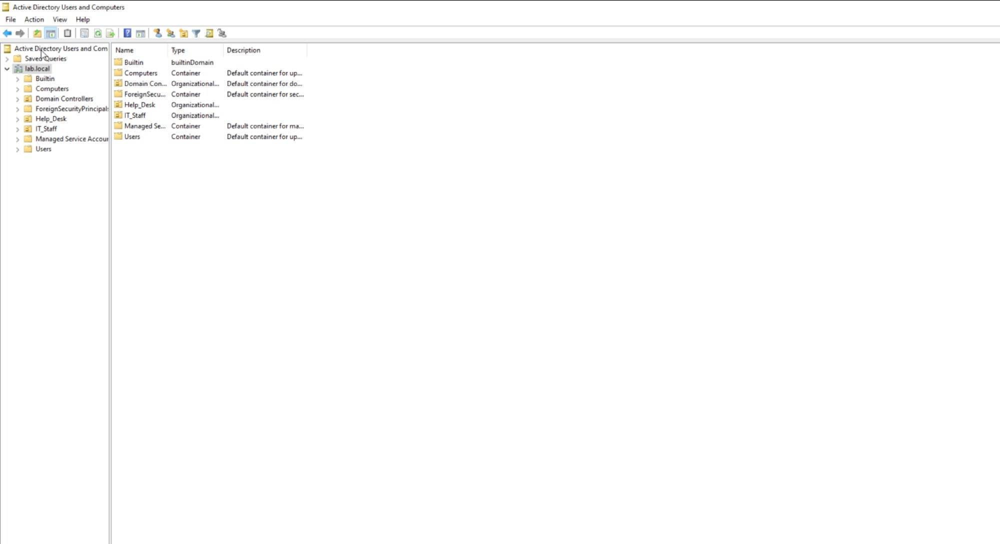 Active Directory Users and Computers
File Action View Help
Active Directory Users and Com
Saved Queries
lab.local
Builtin
Computers
Domain Controllers
ForeignSecurityPrincipals
Help_Desk
IT_Staff
Managed Service Accour
Users
Name Type Description
Builtin builtinDomain
Computers Container Default container for up...
Domain Con... Organizational... Default container for do...
ForeignSecu... Container Default container for sec...
Help_Desk Organizational...
IT_Staff Organizational...
Managed Se... Container Default container for ma...
Users Container Default container for up...